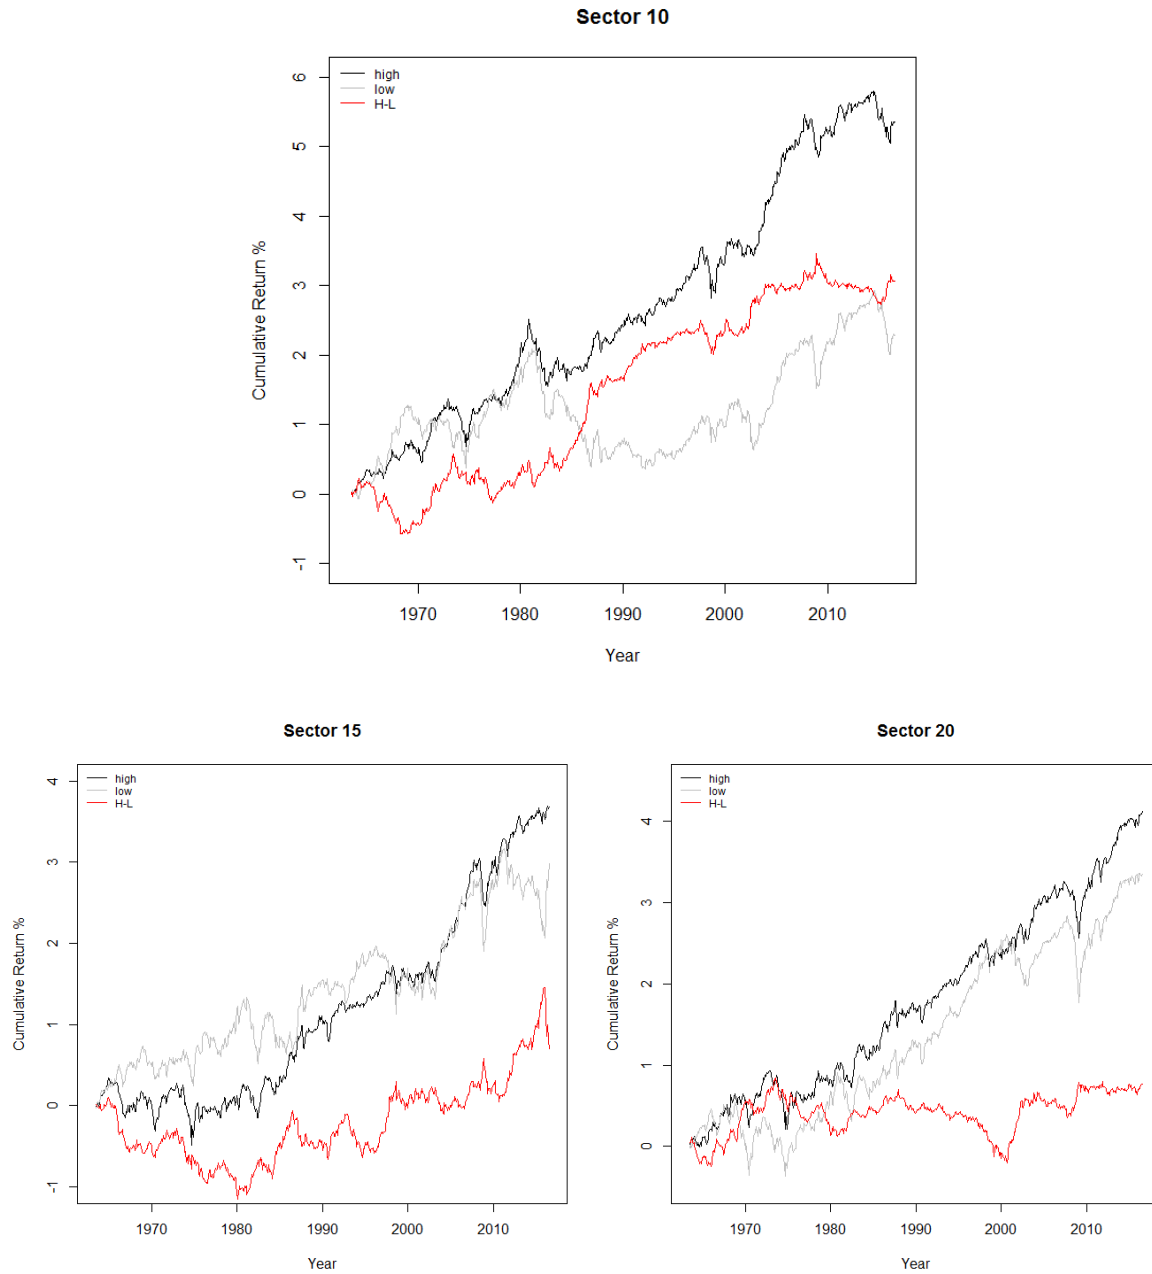 Sector 10
high
low
H-L
6
5
4
3
2
1
0
-1
Cumulative Return %
1970 1980 1990 2000 2010
Year
Sector 15
high
low
H-L
4
3
2
1
0
-1
Cumulative Return %
1970 1980 1990 2000 2010
Year
Sector 20
high
low
H-L
4
3
2
1
0
Cumulative Return %
1970 1980 1990 2000 2010
Year